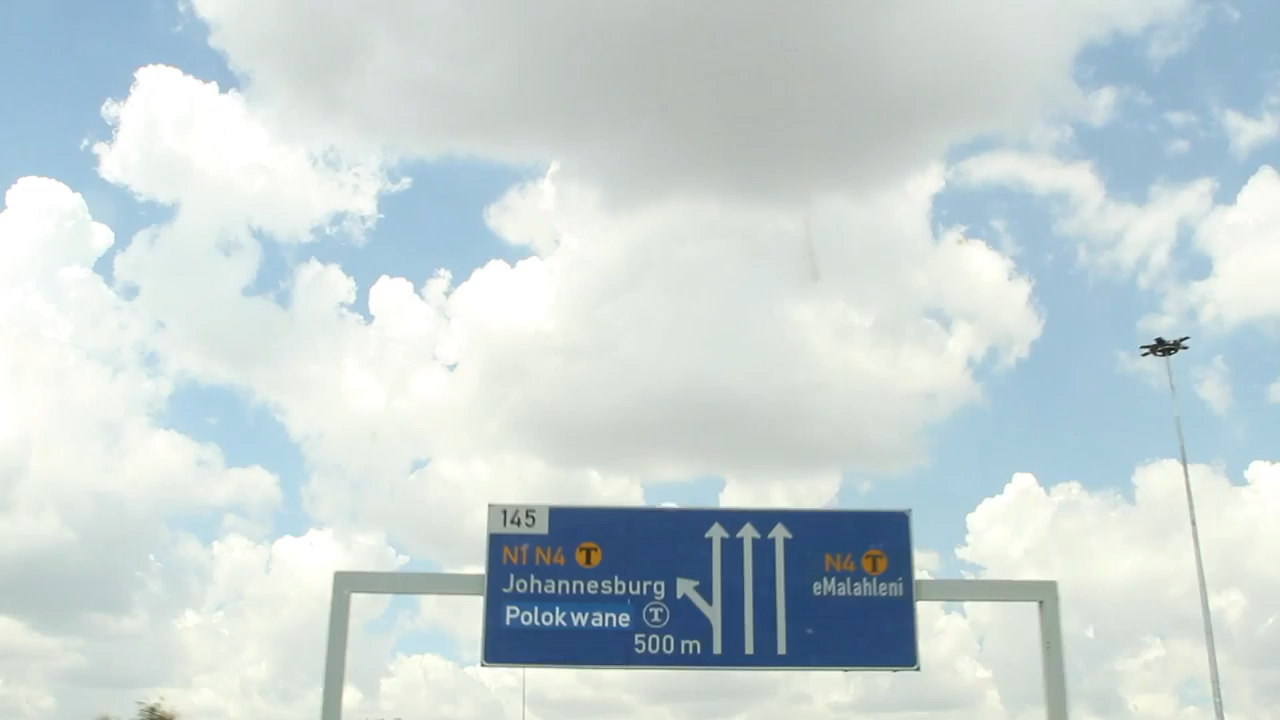 145
N1 N4 T
Johannesburg
Polokwane T
500 m
N4 T
eMalahleni